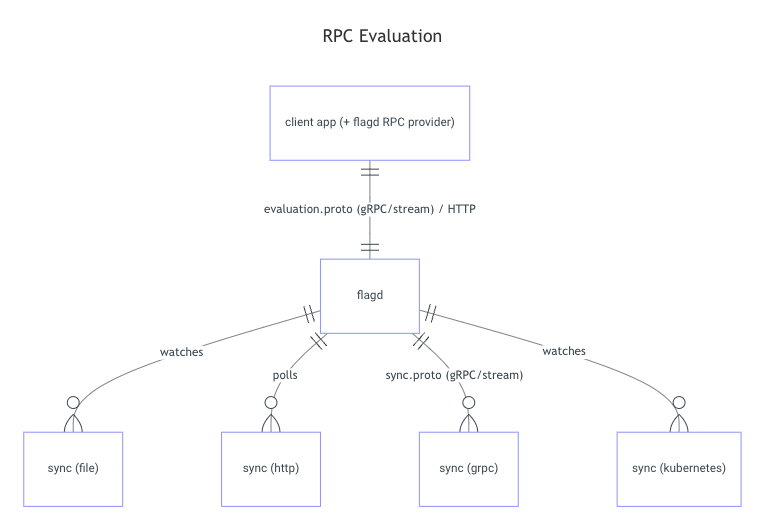 RPC Evaluation
client app (+ flagd RPC provider)
evaluation.proto (gRPC/stream) / HTTP
flagd
watches
watches
polls
sync.proto (gRPC/stream)
sync (file)
sync (http)
sync (grpc)
sync (kubernetes)